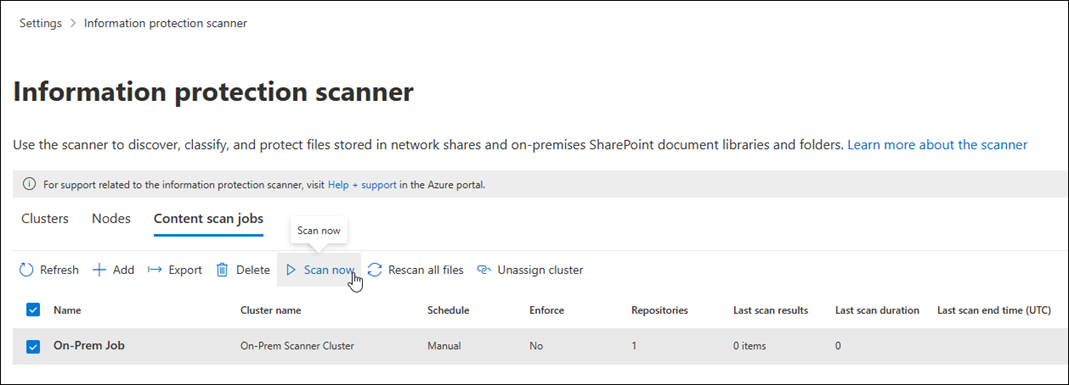 Settings > Information protection scanner
Information protection scanner
Use the scanner to discover, classify, and protect files stored in network shares and on-premises SharePoint document libraries and folders. Learn more about the scanner
For support related to the information protection scanner, visit Help + support in the Azure portal.
Clusters Nodes Content scan jobs
Scan now
Refresh Add Export Delete Scan now Rescan all files Unassign cluster
Name Cluster name Schedule Enforce Repositories Last scan results Last scan duration Last scan end time (UTC)
On-Prem Job On-Prem Scanner Cluster Manual No 1 0 items 0